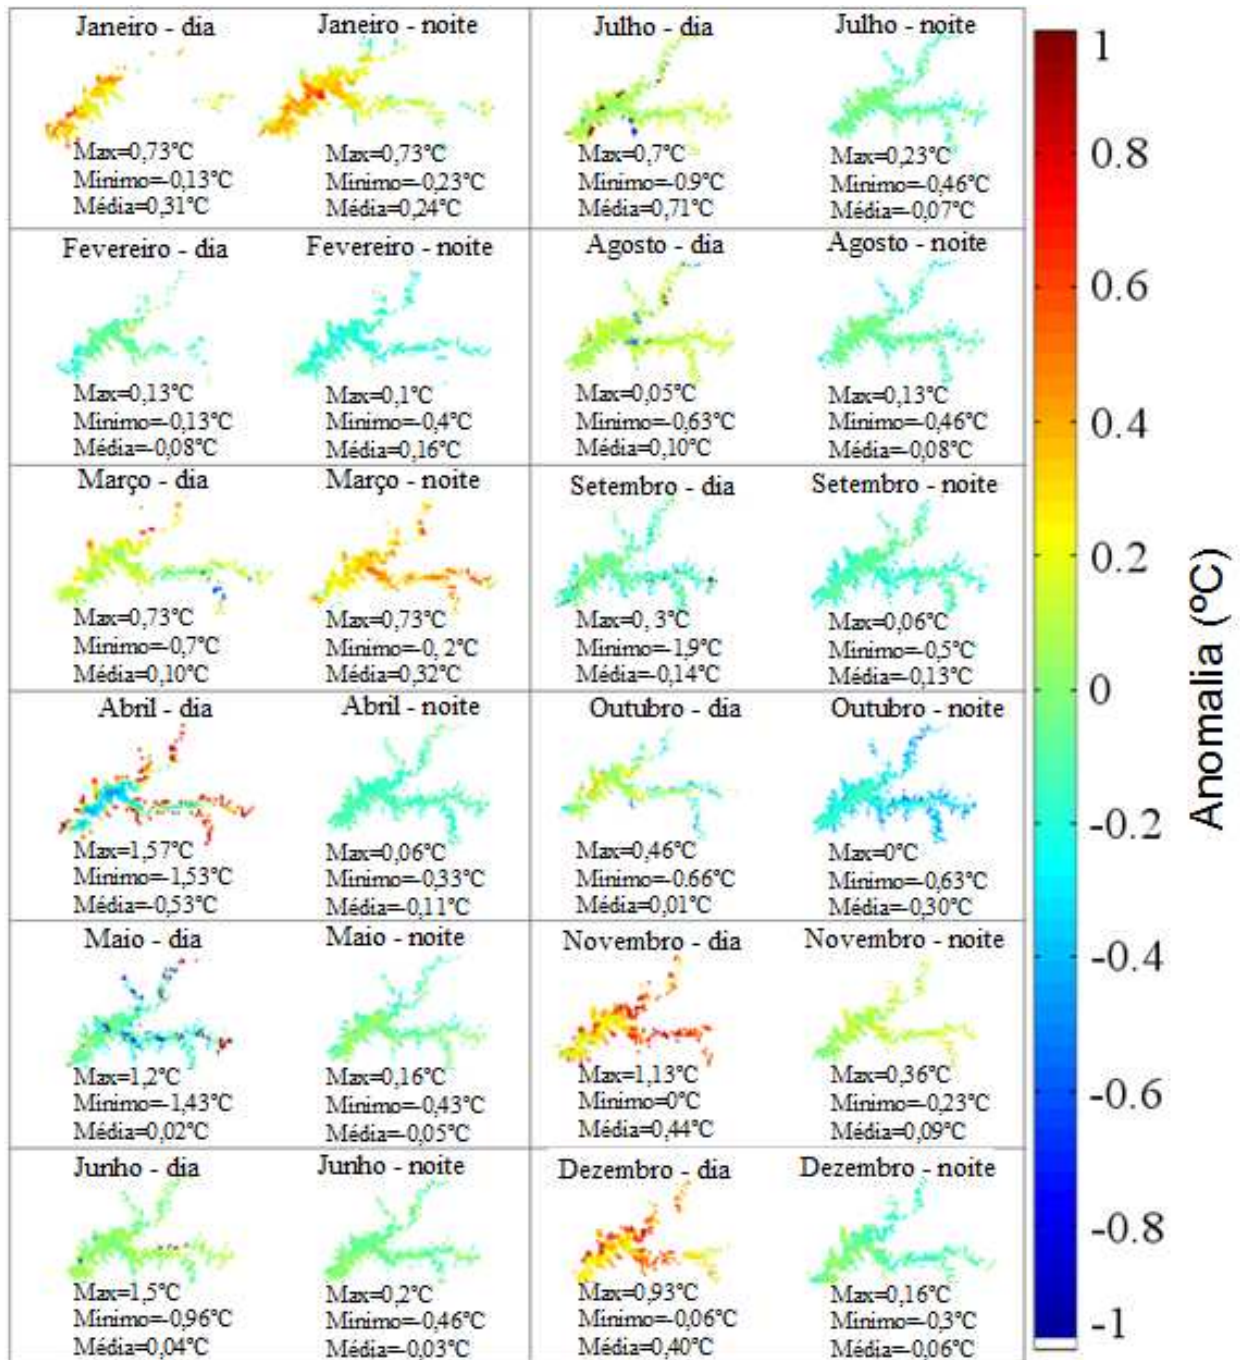 Janeiro - dia
Max=0,73°C
Minimo=-0,13°C
Média=0,31°C
Janeiro - noite
Max=0,73°C
Minimo=-0,23°C
Média=0,24°C
Julho - dia
Max=0,7°C
Minimo=-0.9°C
Média=0,71°C
Julho - noite
Max=0,23°C
Minimo=-0,46°C
Média=-0,07°C
Fevereiro - dia
Max=0,13°C
Minimo=-0,13°C
Média=-0,08°C
Fevereiro - noite
Max=0,1°C
Minimo=-0,4°C
Média=0,16°C
Agosto - dia
Max=0,05°C
Minimo=-0,63°C
Média=0,10°C
Agosto - noite
Max=0,13°C
Minimo=-0,46°C
Média=-0,08°C
Março - dia
Max=0,73°C
Minimo=-0,7°C
Média=0,10°C
Março - noite
Max=0,73°C
Minimo=-0, 2°C
Média=0,32°C
Setembro - dia
Max=0, 3°C
Minimo=-1,9°C
Média=-0,14°C
Setembro - noite
Max=0,06°C
Minimo=-0,5°C
Média=-0,13°C
Abril - dia
Max=1,57°C
Minimo=-1,53°C
Média=-0,53°C
Abril - noite
Max=0,06°C
Minimo=-0,33°C
Média=-0,11°C
Outubro - dia
Max=0,46°C
Minimo=-0.66°C
Média=0,01°C
Outubro - noite
Max=0°C
Minimo=-0,63°C
Média=-0,30°C
Maio - dia
Max=1,2°C
Minimo=-1,43°C
Média=0,02°C
Maio - noite
Max=0,16°C
Minimo=-0,43°C
Média=-0,05°C
Novembro - dia
Max=1,13°C
Minimo=0°C
Média=0,44°C
Novembro - noite
Max=0,36°C
Minimo=-0,23°C
Média=0,09°C
Junho - dia
Max=1,5°C
Minimo=-0,96°C
Média=0,04°C
Junho - noite
Max=0,2°C
Minimo=-0,46°C
Média=-0,03°C
Dezembro - dia
Max=0,93°C
Minimo=-0,06°C
Média=0,40°C
Dezembro - noite
Max=0,16°C
Minimo=-0,3°C
Média=-0,06°C
1
0.8
0.6
0.4
0.2
0
-0.2
-0.4
-0.6
-0.8
-1
Anomalia (ºC)